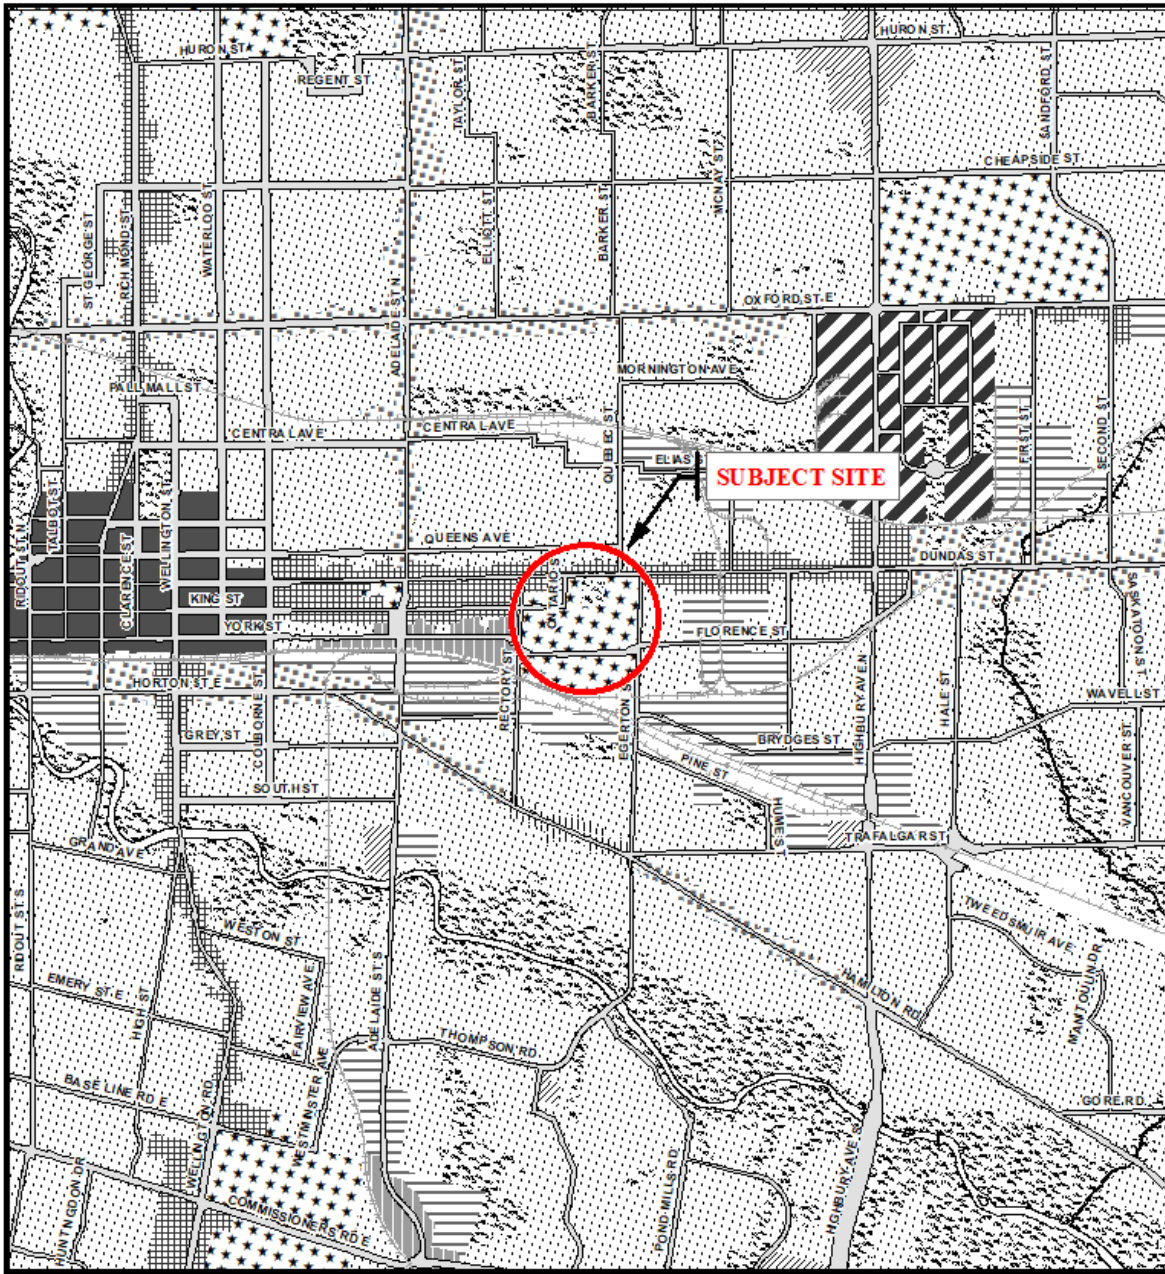 HURON ST
HURON ST
REGENT ST
TAYLOR ST
BARKER S
SANDFORD ST
CHEAPSIDE ST
MCNAY ST
ST GEORGE ST
RICHMOND ST
WATERLOO ST
ELLIOTT ST
BARKER ST
ADELAIDE ST N
OXFORD ST E
PALL MALL ST
MORNINGTON AVE
CENTRAL AVE
CENTRAL AVE
QUEBEC ST
ELIAS S
FIRST ST
SECOND ST
SUBJECT SITE
TALBOT ST
RIDOUT ST N
CLARENCE ST
WELLINGTON ST
QUEENS AVE
DUNDAS ST
ONTARIO S
KING ST
YORK ST
FLORENCE ST
SASKATOON ST
HORTON ST E
RECTORY ST
EGERTON S
HIGHBURY AVE N
HALE ST
WAVELL ST
GREY ST
COLBORNE ST
BRYDGES ST
PINE ST
VANCOUVER ST
SOUTH ST
HUME ST
TRAFALGAR ST
GRAND AVE
RIDOUT ST S
WESTON ST
TWEEDSMUIR AVE
EMERY ST E
HIGH ST
FAIRVIEW AVE
ADELAIDE ST S
HAMILTON RD
THOMPSON RD
BASE LINE RD E
WELLINGTON RD
WESTMINSTER AVE
GORE RD
HUNTINGDON DR
COMMISSIONERS RD E
POND MILLS RD
HIGHBURY AVE S